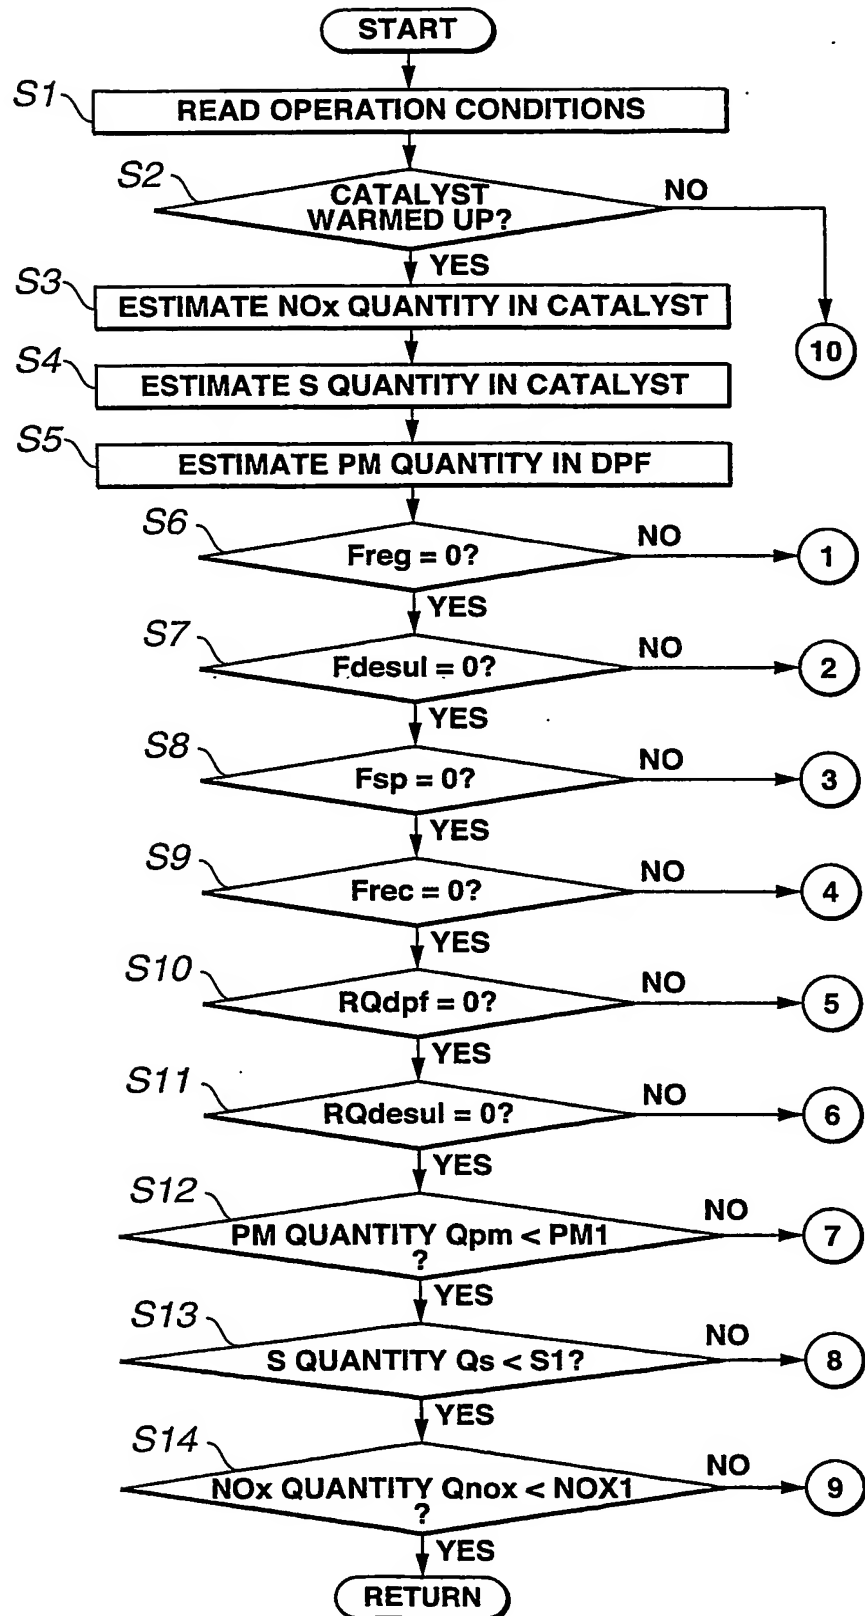 START
S1
READ OPERATION CONDITIONS
S2
CATALYST
WARMED UP?
NO
YES
10
S3
ESTIMATE NOx QUANTITY IN CATALYST
S4
ESTIMATE S QUANTITY IN CATALYST
S5
ESTIMATE PM QUANTITY IN DPF
S6
Freg = 0?
NO
1
YES
S7
Fdesul = 0?
NO
2
YES
S8
Fsp = 0?
NO
3
YES
S9
Frec = 0?
NO
4
YES
S10
RQdpf = 0?
NO
5
YES
S11
RQdesul = 0?
NO
6
YES
S12
PM QUANTITY Qpm < PM1
?
NO
7
YES
S13
S QUANTITY Qs < S1?
NO
8
YES
S14
NOx QUANTITY Qnox < NOX1
?
NO
9
YES
RETURN